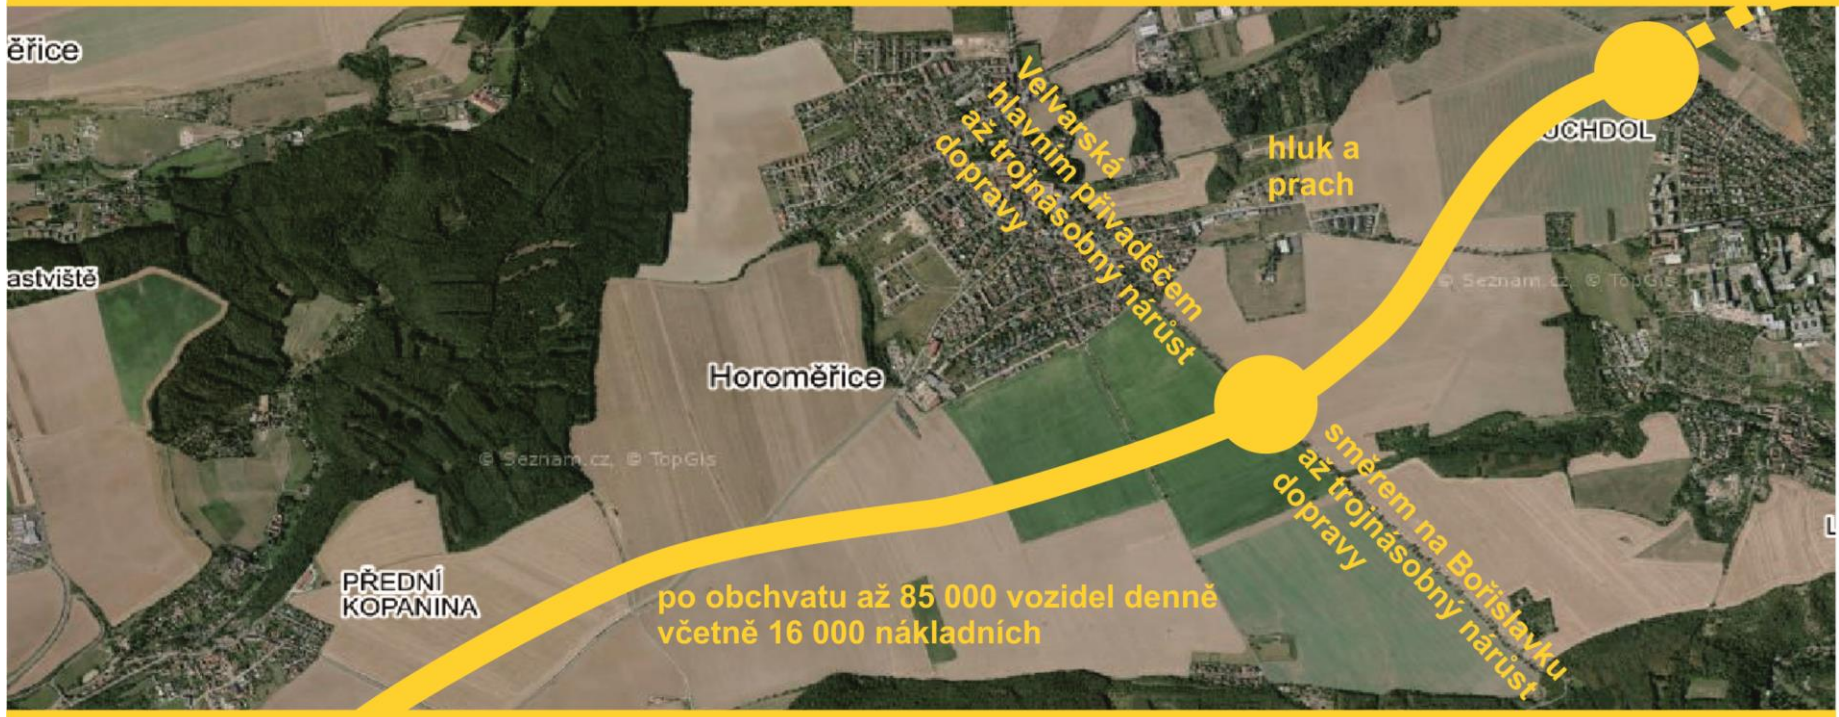 ěřice
Velvarská
hlavním přivaděčem
až trojnásobný nárůst
dopravy
hluk a
prach
UCHDOL
astviště
© Seznam.cz, © TopGis
Horoměřice
© Seznam.cz, © TopGis
směrem na Bořislavku
až trojnásobný nárůst
dopravy
L
PŘEDNÍ
KOPANINA
po obchvatu až 85 000 vozidel denně
včetně 16 000 nákladních